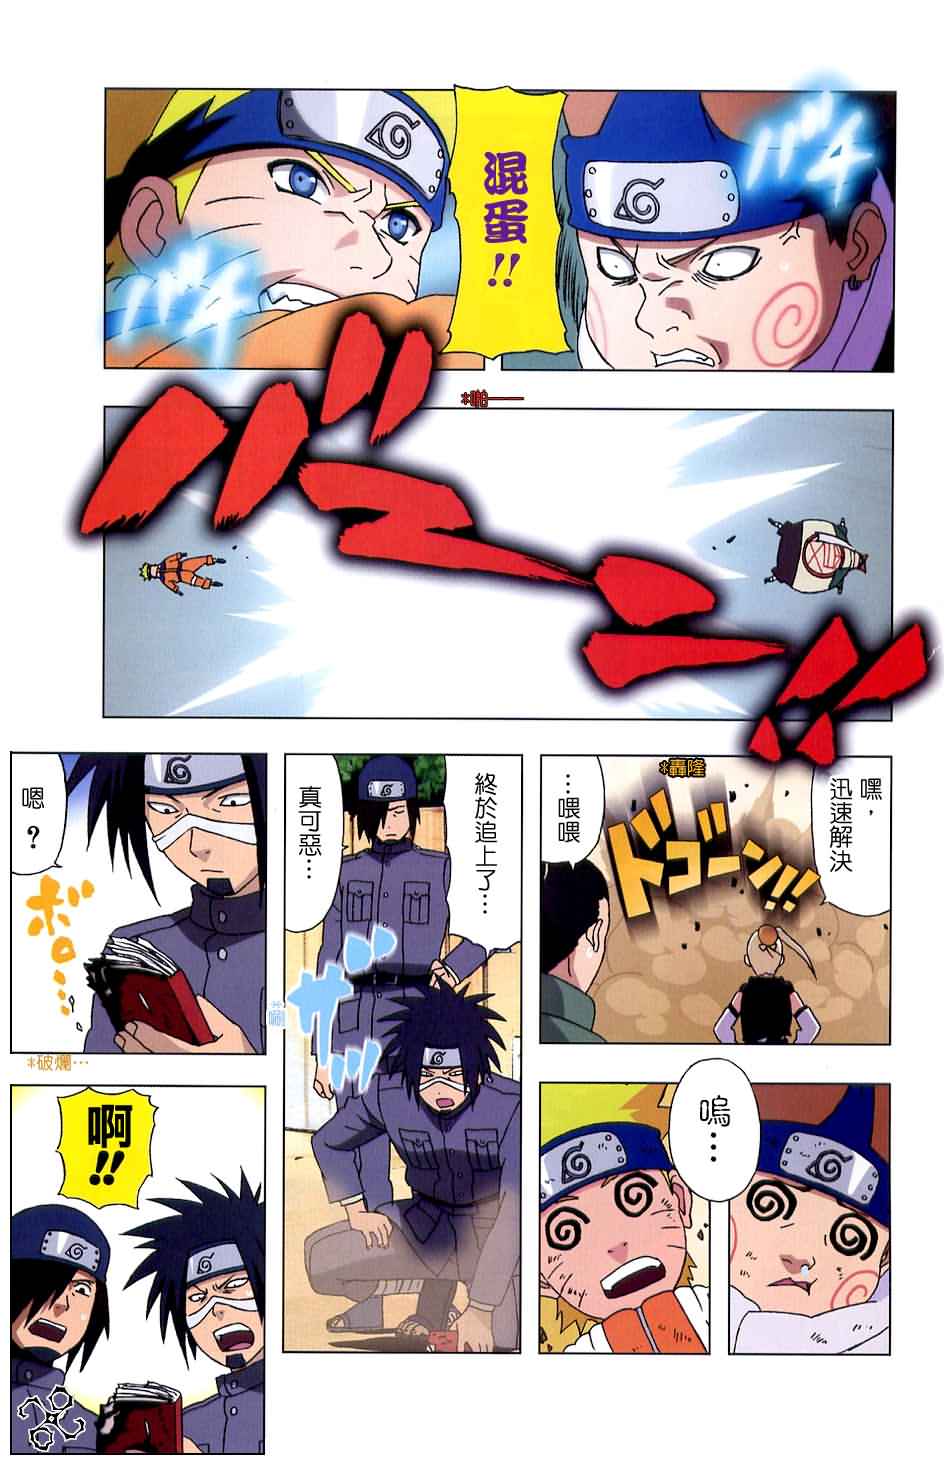 バチ
混蛋!!
バチ
*啪——
バチーン!!
嘿，
迅速解決
*轟隆
…喂喂
ドゴーン!!
嗚…
終於追上了…
真可惡…
ザッ
嗯？
ボロ…
*破爛…
啊!!